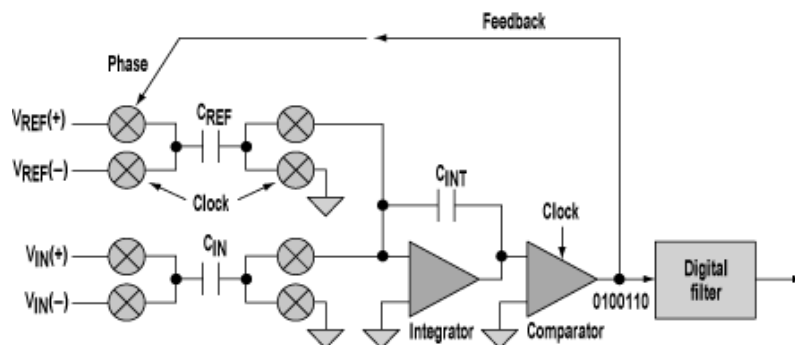 Feedback
Phase
CREF
VREF(+)
VREF(−)
Clock
CINT
Clock
CIN
VIN(+)
VIN(−)
Digital
filter
0100110
Integrator
Comparator